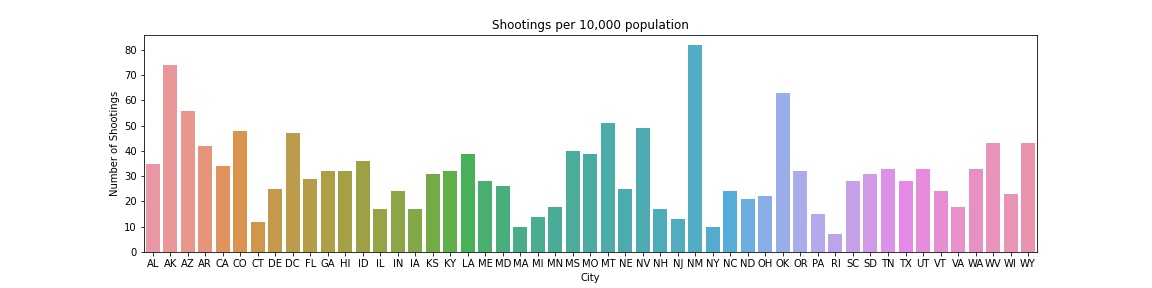 Shootings per 10,000 population
Number of Shootings
80
70
60
50
40
30
20
10
0
AL AK AZ AR CA CO CT DE DC FL GA HI ID IL IN IA KS KY LA ME MD MA MI MN MS MO MT NE NV NH NJ NM NY NC ND OH OK OR PA RI SC SD TN TX UT VT VA WA WV WI WY
City